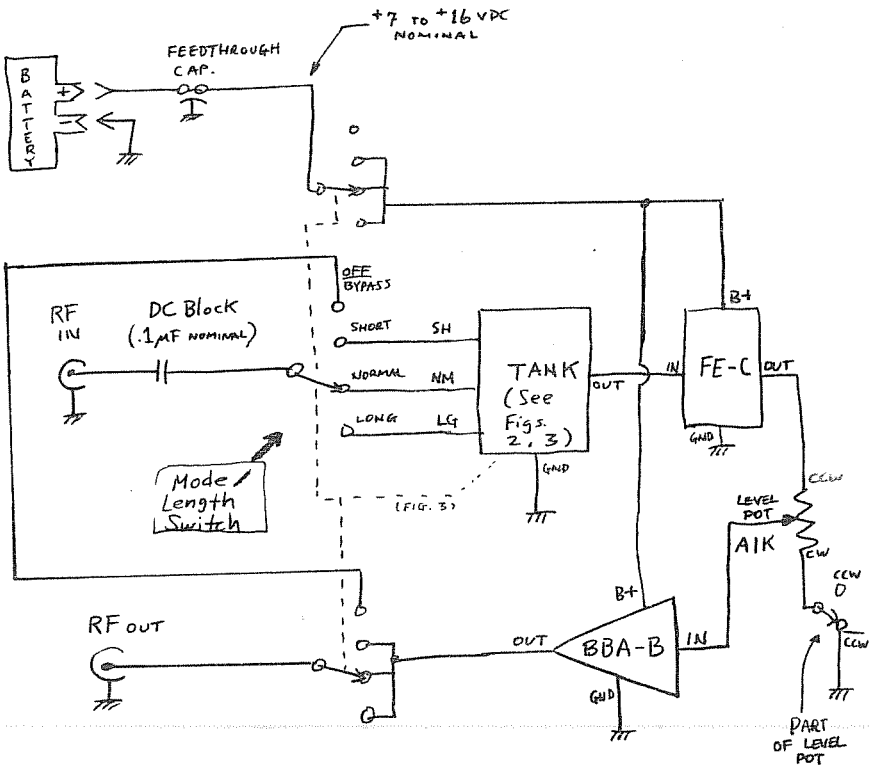 +7 TO +16 VDC
NOMINAL
FEEDTHROUGH
CAP.
BATTERY
+
-
OFF
BYPASS
RF
IN
DC BLOCK
(.1µF NOMINAL)
SHORT
SH
NORMAL
NM
LONG
LG
TANK
(See
Figs.
2, 3)
OUT
GND
IN
B+
FE-C
OUT
GND
Mode/
Length
Switch
(FIG. 3)
CCW
LEVEL
POT
A1K
CW
CCW
O
CCW
RF OUT
OUT
B+
BBA-B
IN
GND
PART
OF LEVEL
POT